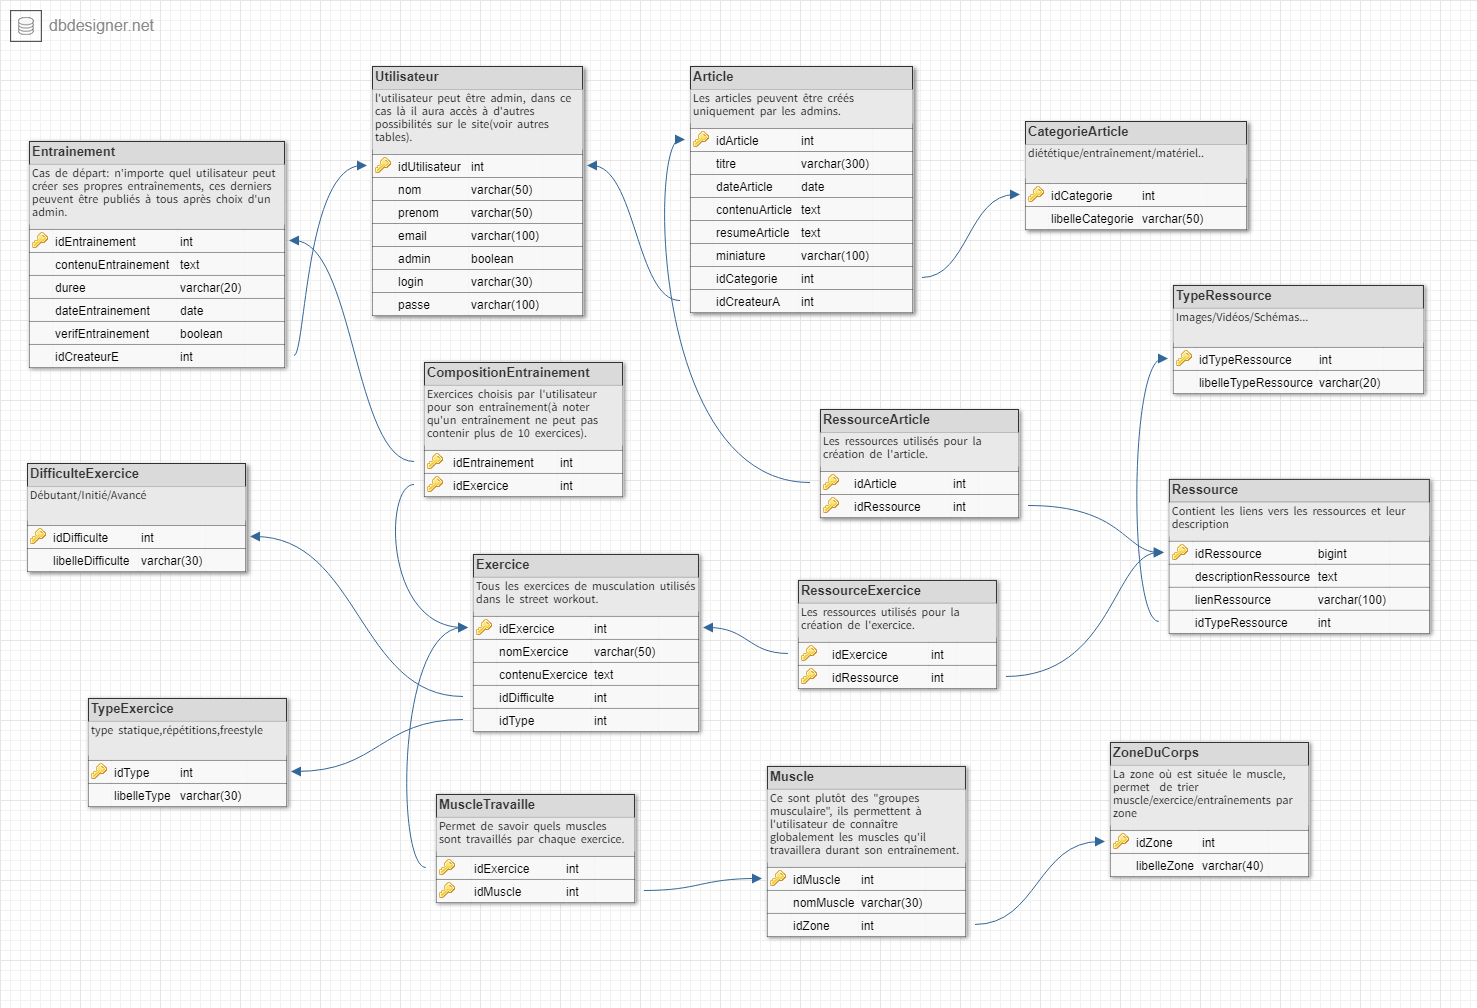 dbdesigner.net
Entrainement
Cas de départ: n'importe quel utilisateur peut
créer ses propres entraînements, ces derniers
peuvent être publiés à tous après choix d'un
admin.
idEntrainement int
contenuEntrainement text
duree varchar(20)
dateEntrainement date
verifEntrainement boolean
idCreateurE int
Utilisateur
l'utilisateur peut être admin, dans ce
cas là il aura accès à d'autres
possibilités sur le site(voir autres
tables).
idUtilisateur int
nom varchar(50)
prenom varchar(50)
email varchar(100)
admin boolean
login varchar(30)
passe varchar(100)
Article
Les articles peuvent être créés
uniquement par les admins.
idArticle int
titre varchar(300)
dateArticle date
contenuArticle text
resumeArticle text
miniature varchar(100)
idCategorie int
idCreateurA int
CategorieArticle
diététique/entraînement/matériel..
idCategorie int
libelleCategorie varchar(50)
TypeRessource
Images/Vidéos/Schémas...
idTypeRessource int
libelleTypeRessource varchar(20)
CompositionEntrainement
Exercices choisis par l'utilisateur
pour son entraînement(à noter
qu'un entraînement ne peut pas
contenir plus de 10 exercices).
idEntrainement int
idExercice int
RessourceArticle
Les ressources utilisés pour la
création de l'article.
idArticle int
idRessource int
DifficulteExercice
Débutant/Initié/Avancé
idDifficulte int
libelleDifficulte varchar(30)
Ressource
Contient les liens vers les ressources et leur
description
idRessource bigint
descriptionRessource text
lienRessource varchar(100)
idTypeRessource int
Exercice
Tous les exercices de musculation utilisés
dans le street workout.
idExercice int
nomExercice varchar(50)
contenuExercice text
idDifficulte int
idType int
RessourceExercice
Les ressources utilisés pour la
création de l'exercice.
idExercice int
idRessource int
TypeExercice
type statique,répétitions,freestyle
idType int
libelleType varchar(30)
MuscleTravaille
Permet de savoir quels muscles
sont travaillés par chaque exercice.
idExercice int
idMuscle int
Muscle
Ce sont plutôt des "groupes
musculaire", ils permettent à
l'utilisateur de connaître
globalement les muscles qu'il
travaillera durant son entraînement.
idMuscle int
nomMuscle varchar(30)
idZone int
ZoneDuCorps
La zone où est située le muscle,
permet de trier
muscle/exercice/entraînements par
zone
idZone int
libelleZone varchar(40)